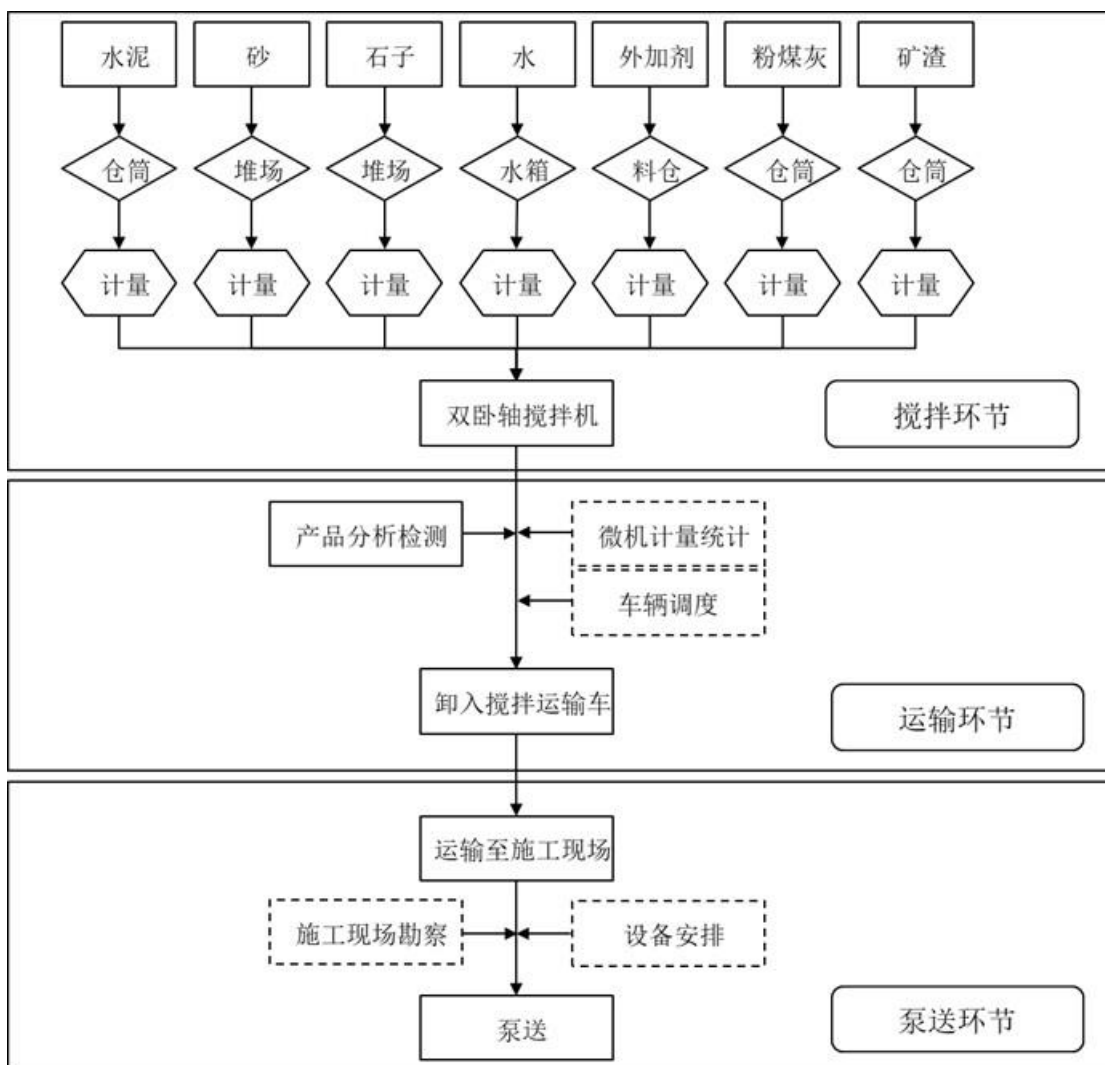 水泥
砂
石子
水
外加剂
粉煤灰
矿渣
仓筒
堆场
堆场
水箱
料仓
仓筒
仓筒
计量
计量
计量
计量
计量
计量
计量
双卧轴搅拌机
搅拌环节
产品分析检测
微机计量统计
车辆调度
卸入搅拌运输车
运输环节
运输至施工现场
施工现场勘察
设备安排
泵送
泵送环节